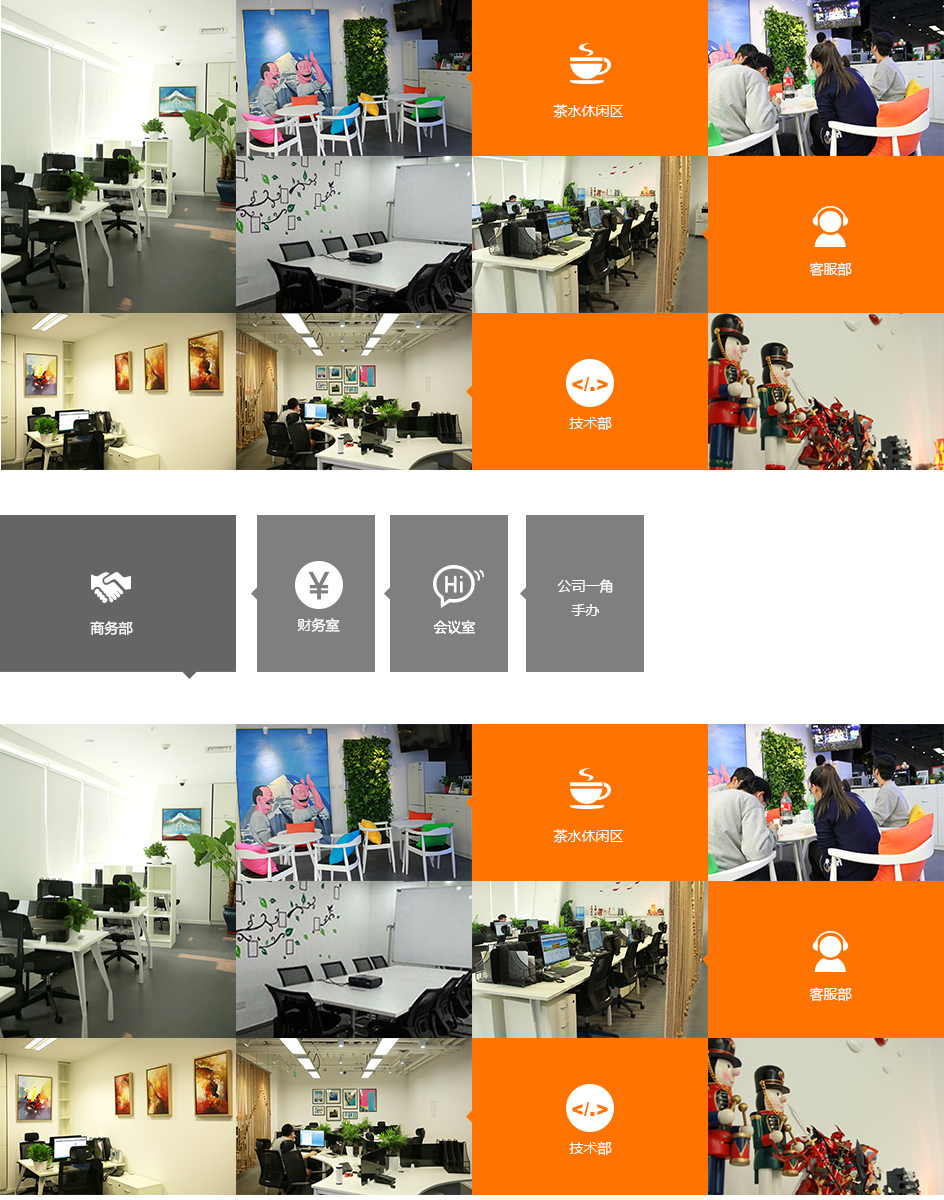 茶水休闲区
客服部
</.>
技术部
商务部
¥
财务室
Hi
会议室
公司一角
手办
茶水休闲区
客服部
</.>
技术部